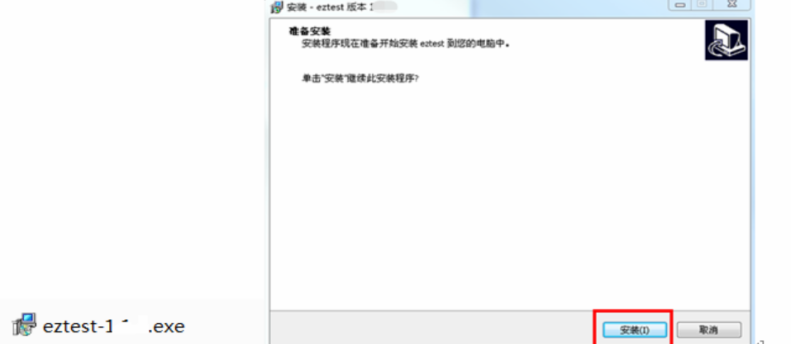 安装 - eztest 版本 1
准备安装
安装程序现在准备开始安装 eztest 到您的电脑中。
单击"安装"继续此安装程序?
eztest-1 1 .exe
安装(I)
取消